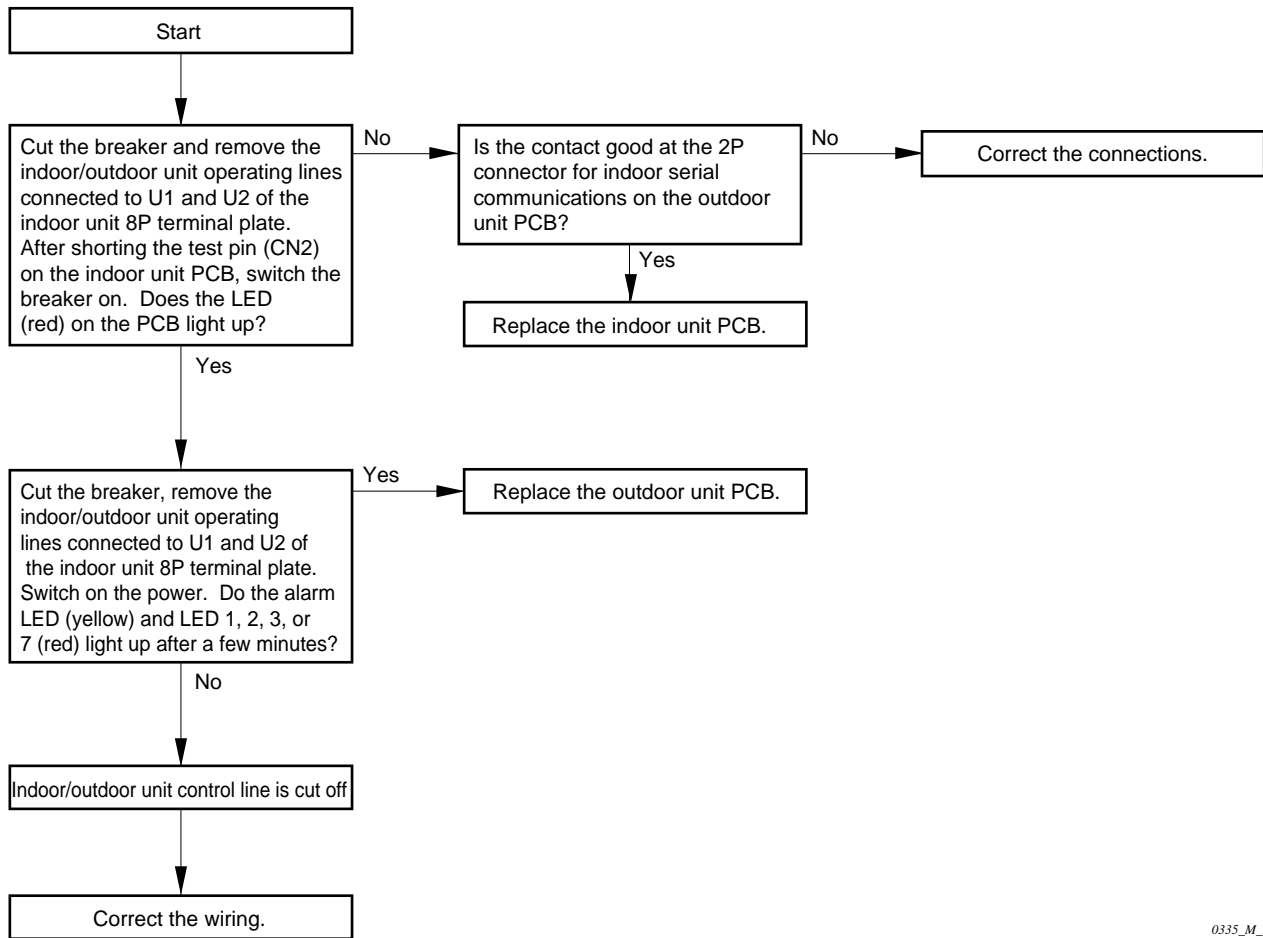 Start
Cut the breaker and remove the
indoor/outdoor unit operating lines
connected to U1 and U2 of the
indoor unit 8P terminal plate.
After shorting the test pin (CN2)
on the indoor unit PCB, switch the
breaker on. Does the LED
(red) on the PCB light up?
No
Is the contact good at the 2P
connector for indoor serial
communications on the outdoor
unit PCB?
No
Correct the connections.
Yes
Replace the indoor unit PCB.
Yes
Cut the breaker, remove the
indoor/outdoor unit operating
lines connected to U1 and U2 of
the indoor unit 8P terminal plate.
Switch on the power. Do the alarm
LED (yellow) and LED 1, 2, 3, or
7 (red) light up after a few minutes?
Yes
Replace the outdoor unit PCB.
No
Indoor/outdoor unit control line is cut off
Correct the wiring.
0335_M_